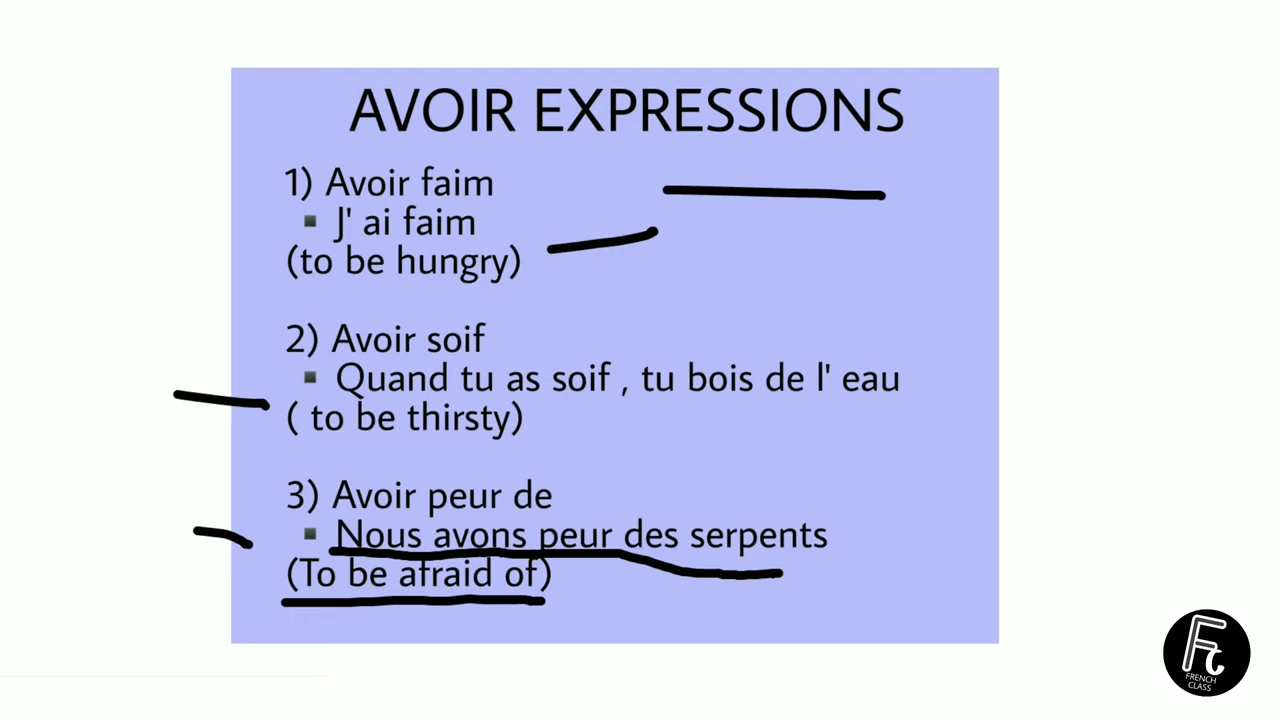 AVOIR EXPRESSIONS
1) Avoir faim
▪ J' ai faim
(to be hungry)
2) Avoir soif
▪ Quand tu as soif , tu bois de l' eau
( to be thirsty)
3) Avoir peur de
▪ Nous avons peur des serpents
(To be afraid of)
Fc
FRENCH
CLASS